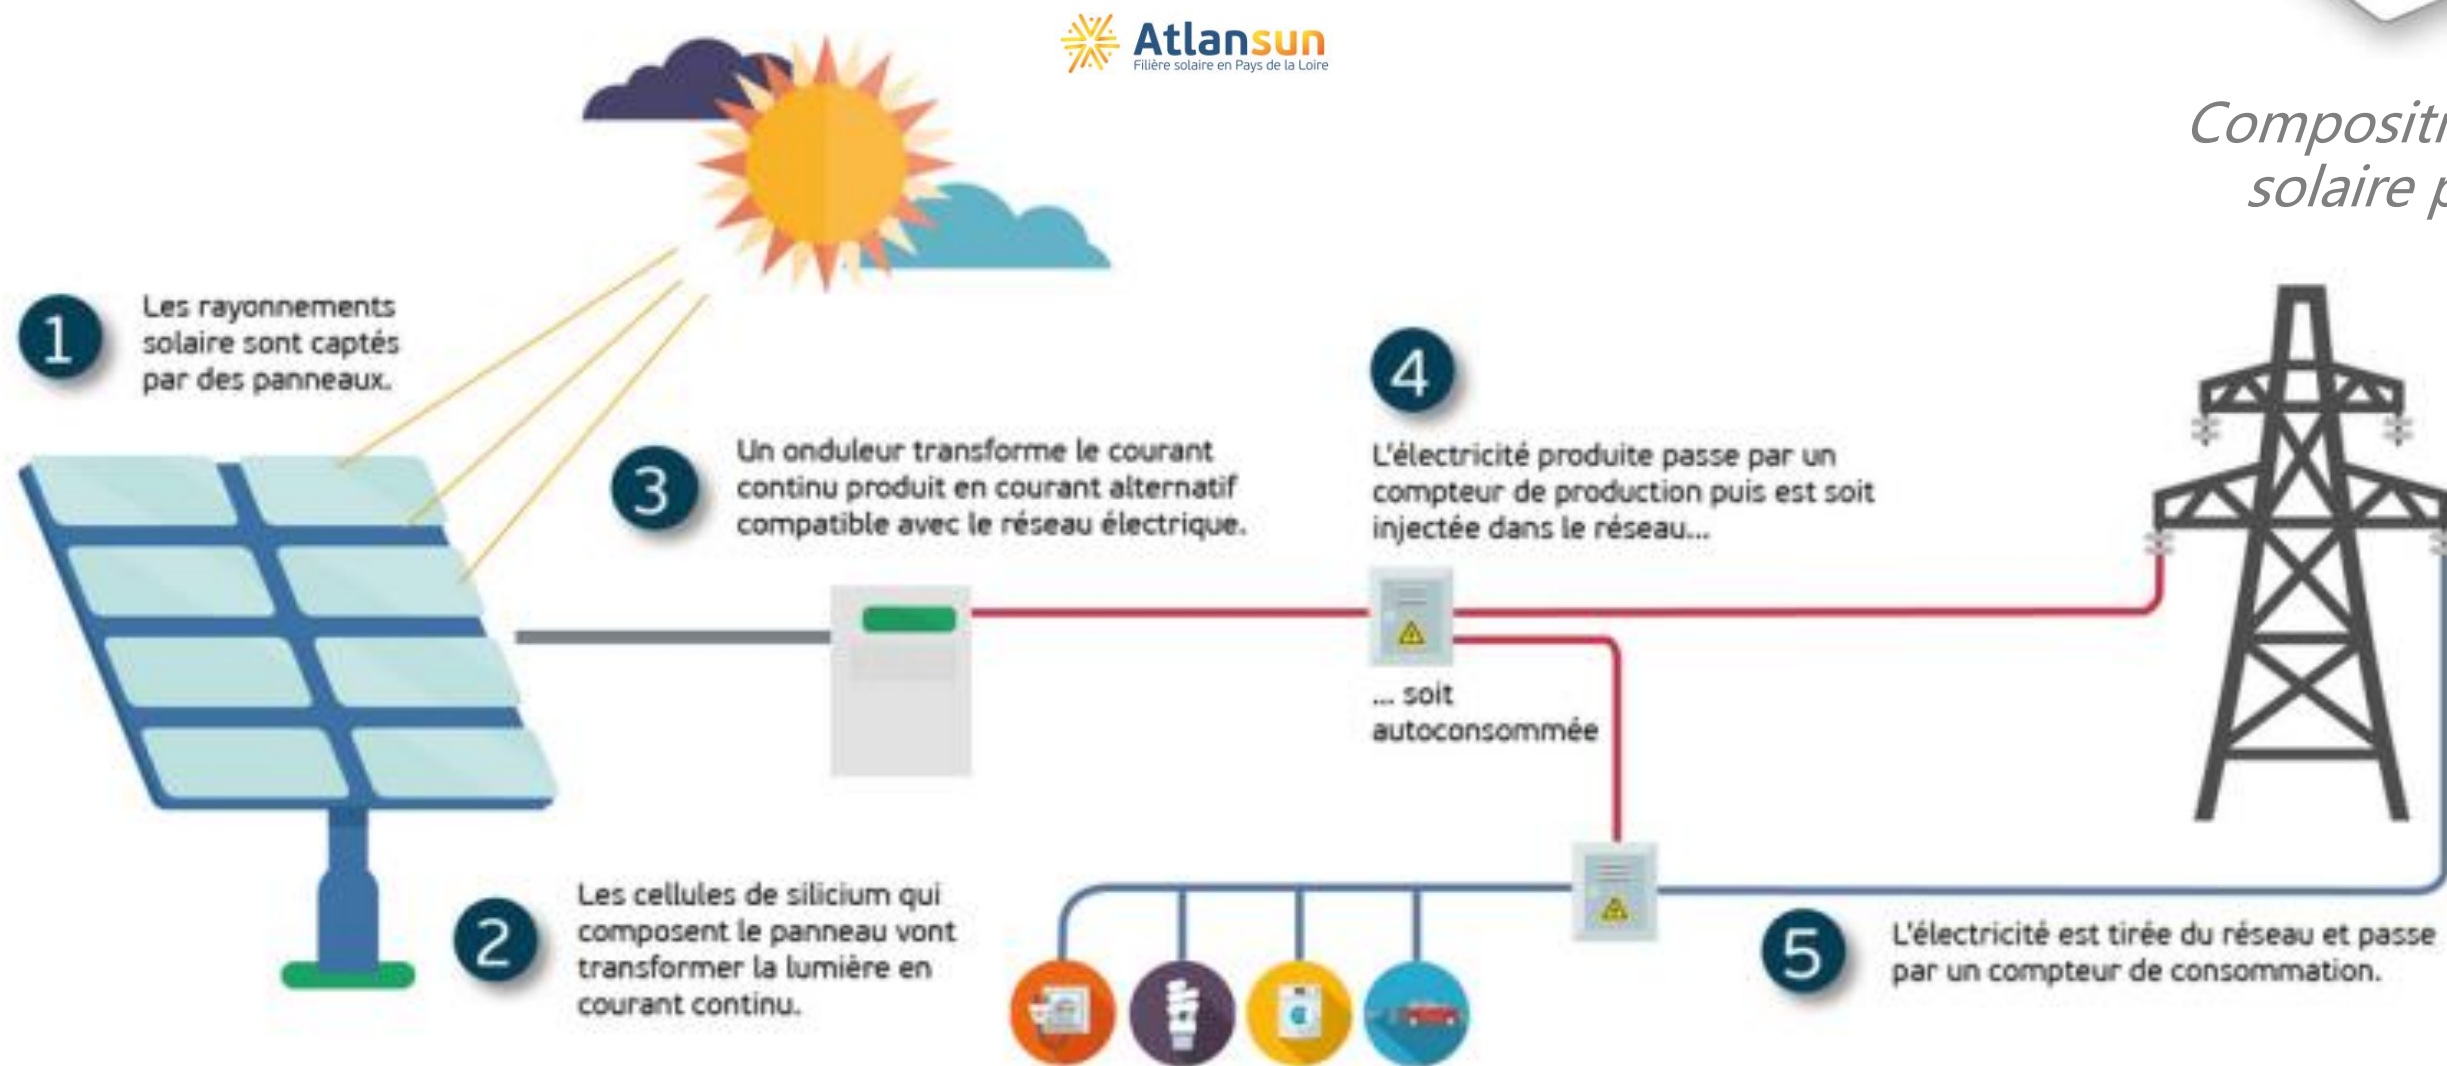 Atlansun
Filière solaire en Pays de la Loire
solaire
1
Les rayonnements
solaire sont captés
par des panneaux.
4
3
Un onduleur transforme le courant
continu produit en courant alternatif
compatible avec le réseau électrique.
L'électricité produite passe par un
compteur de production puis est soit
injectée dans le réseau...
... soit
autoconsommée
2
Les cellules de silicium qui
composent le panneau vont
transformer la lumière en
courant continu.
5
L'électricité est tirée du réseau et passe
par un compteur de consommation.